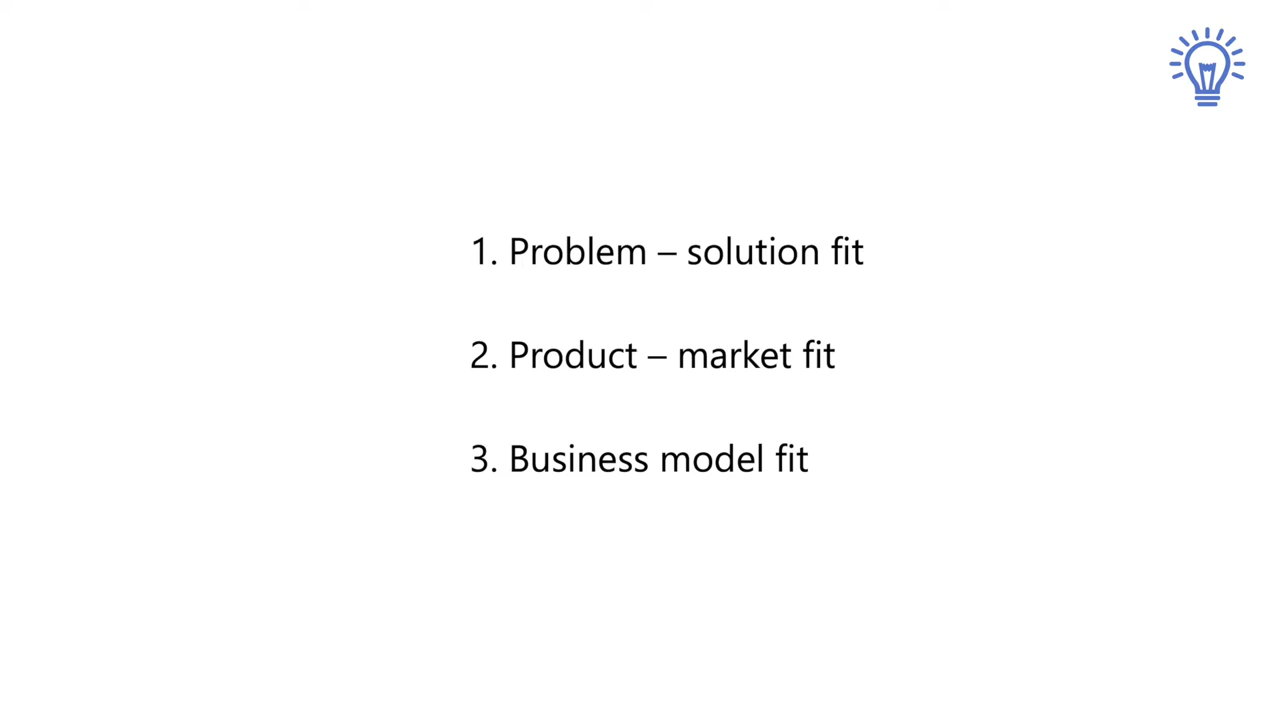 1. Problem – solution fit
2. Product – market fit
3. Business model fit